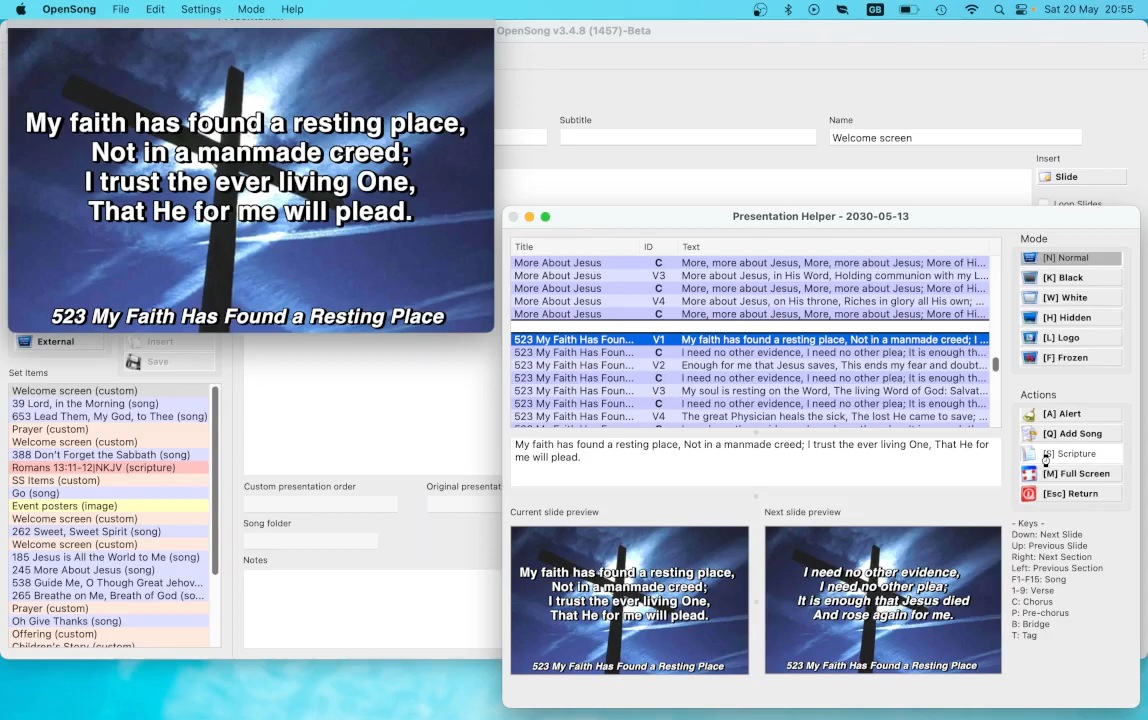 OpenSong File Edit Settings Mode Help
GB Sat 20 May 20:55
OpenSong v3.4.8 (1457)-Beta
My faith has found a resting place,
Not in a manmade creed;
I trust the ever living One,
That He for me will plead.
523 My Faith Has Found a Resting Place
Subtitle
Name
Welcome screen
Insert
Slide
External
Insert
Save
Set Items
Welcome screen (custom)
39 Lord, in the Morning (song)
653 Lead Them, My God, to Thee (song)
Prayer (custom)
Welcome screen (custom)
388 Don't Forget the Sabbath (song)
Romans 13:11-12|NKJV (scripture)
SS Items (custom)
Go (song)
Event posters (image)
Welcome screen (custom)
262 Sweet, Sweet Spirit (song)
Welcome screen (custom)
185 Jesus is All the World to Me (song)
245 More About Jesus (song)
538 Guide Me, O Though Great Jehov...
265 Breathe on Me, Breath of God (so...
Prayer (custom)
Oh Give Thanks (song)
Offering (custom)
Children's Story (custom)
Custom presentation order
Original presentat
Song folder
Notes
Presentation Helper - 2030-05-13
Title ID Text
More About Jesus C More, more about Jesus, More, more about Jesus; More of Hi...
More About Jesus V3 More about Jesus, in His Word, Holding communion with my L...
More About Jesus C More, more about Jesus, More, more about Jesus; More of Hi...
More About Jesus V4 More about Jesus, on His throne, Riches in glory all His own; ...
More About Jesus C More, more about Jesus, More, more about Jesus; More of Hi...
523 My Faith Has Foun... V1 My faith has found a resting place, Not in a manmade creed; I ...
523 My Faith Has Foun... C I need no other evidence, I need no other plea; It is enough th...
523 My Faith Has Foun... V2 Enough for me that Jesus saves, This ends my fear and doubt...
523 My Faith Has Foun... C I need no other evidence, I need no other plea; It is enough th...
523 My Faith Has Foun... V3 My soul is resting on the Word, The living Word of God: Salvat...
523 My Faith Has Foun... C I need no other evidence, I need no other plea; It is enough th...
523 My Faith Has Foun... V4 The great Physician heals the sick, The lost He came to save; ...
My faith has found a resting place, Not in a manmade creed; I trust the ever living One, That He for
me will plead.
Current slide preview
Next slide preview
My faith has found a resting place,
Not in a manmade creed;
I trust the ever living One,
That He for me will plead.
523 My Faith Has Found a Resting Place
I need no other evidence,
I need no other plea;
It is enough that Jesus died
And rose again for me.
523 My Faith Has Found a Resting Place
Mode
[N] Normal
[K] Black
[W] White
[H] Hidden
[L] Logo
[F] Frozen
Actions
[A] Alert
[Q] Add Song
[S] Scripture
[M] Full Screen
[Esc] Return
- Keys -
Down: Next Slide
Up: Previous Slide
Right: Next Section
Left: Previous Section
F1-F15: Song
1-9: Verse
C: Chorus
P: Pre-chorus
B: Bridge
T: Tag